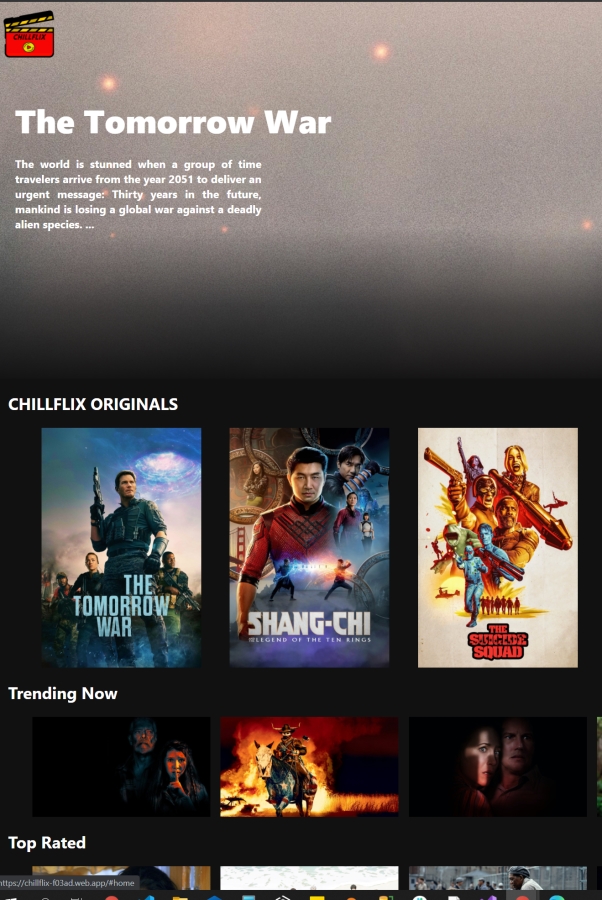 CHILLFLIX
The Tomorrow War
The world is stunned when a group of time
travelers arrive from the year 2051 to deliver an
urgent message: Thirty years in the future,
mankind is losing a global war against a deadly
alien species. ...
CHILLFLIX ORIGINALS
THE
TOMORROW
WAR
SHANG-CHI
AND THE LEGEND OF THE TEN RINGS
THE
SUICIDE
SQUAD
Trending Now
Top Rated
https://chillflix-f03ad.web.app/#home